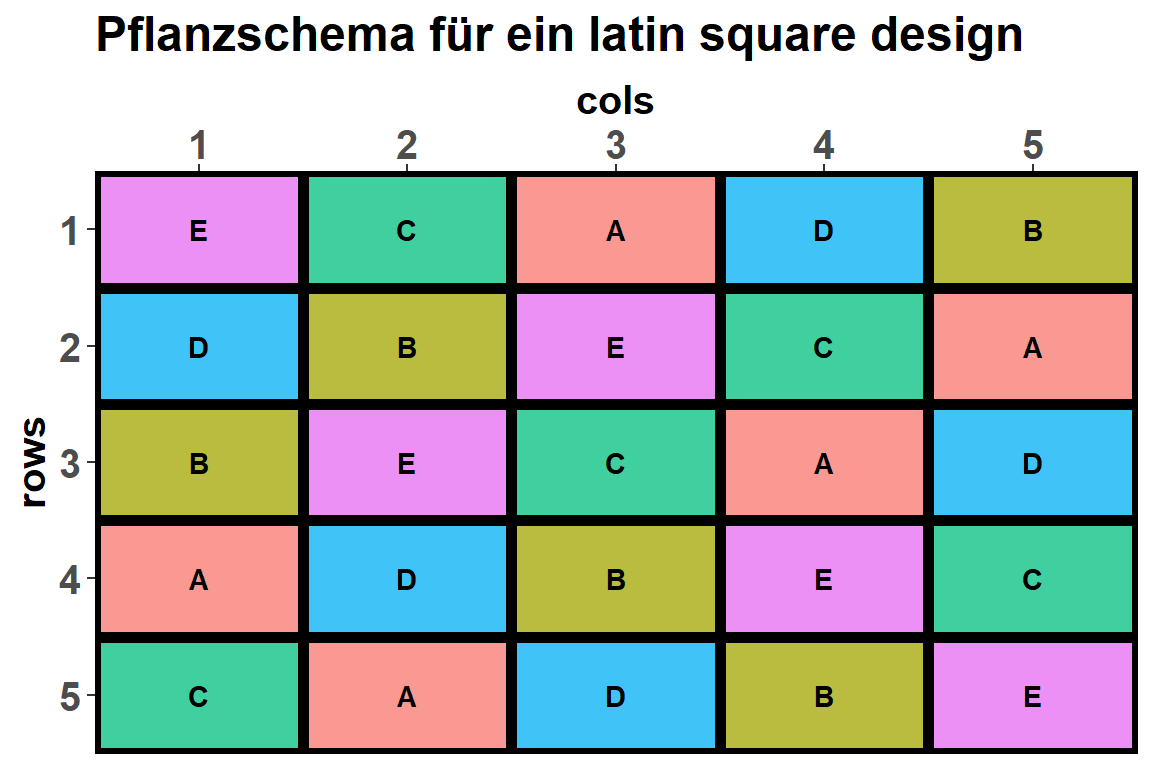 Pflanzschema für ein latin square design
cols
1 2 3 4 5
1 E C A D B
2 D B E C A
rows
3 B E C A D
4 A D B E C
5 C A D B E